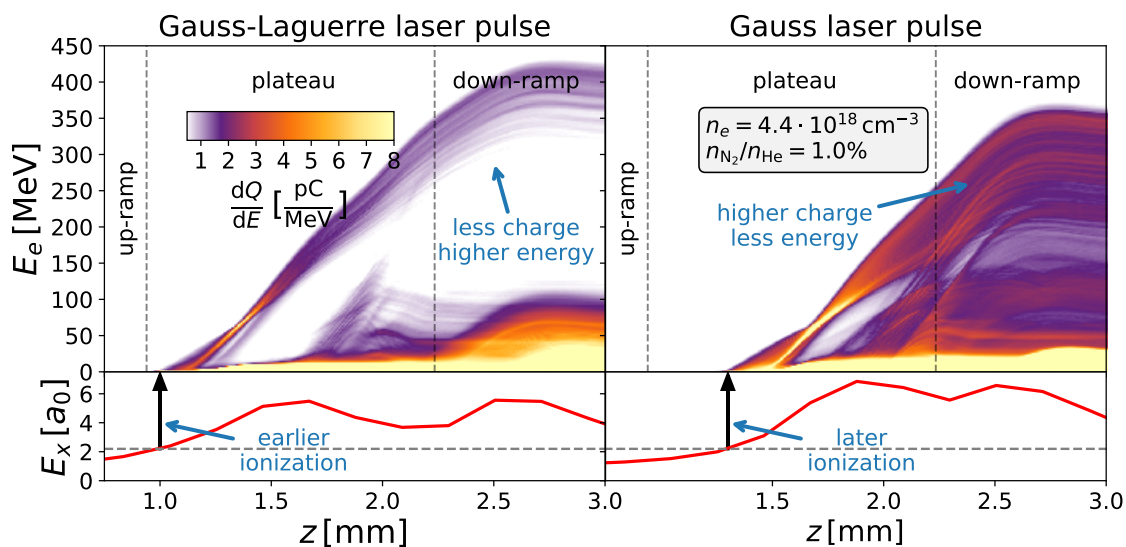 Gauss-Laguerre laser pulse
Gauss laser pulse
450
400
350
300
250
200
150
100
50
0
E_e [MeV]
up-ramp
plateau
down-ramp
1 2 3 4 5 6 7 8
dQ/dE [pC/MeV]
less charge
higher energy
up-ramp
plateau
down-ramp
n_e = 4.4 · 10^18 cm^−3
n_N₂/n_He = 1.0%
higher charge
less energy
6
4
2
0
E_x [a_0]
earlier
ionization
later
ionization
1.0 1.5 2.0 2.5 3.0
1.5 2.0 2.5 3.0
z [mm]
z [mm]